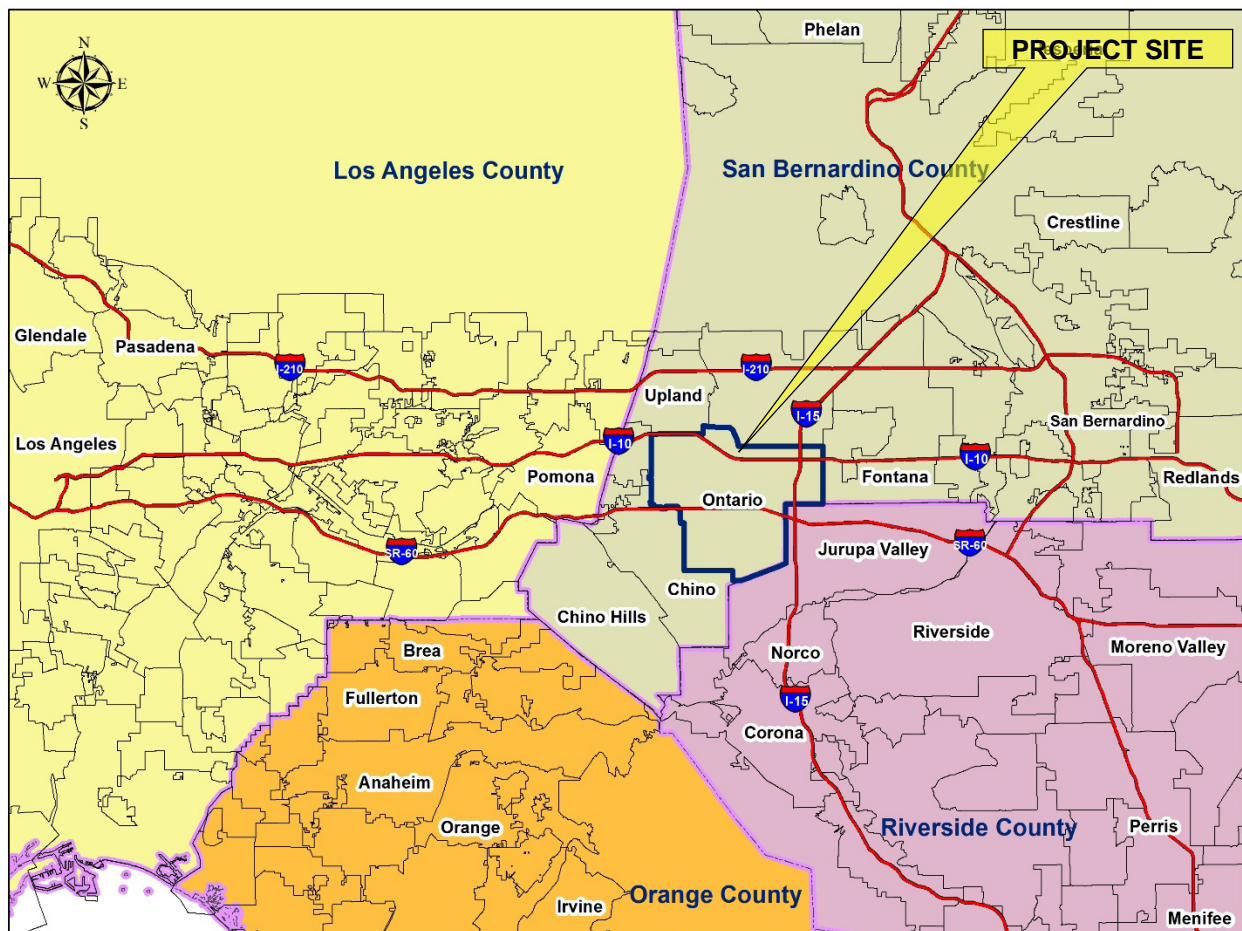 Phelan
N
PROJECT SITE
Hesperia
W
E
S
Los Angeles County
San Bernardino County
Crestline
Glendale
Pasadena
I-210
I-210
Upland
I-15
San Bernardino
Los Angeles
I-10
Pomona
I-10
Fontana
Redlands
Ontario
SR-60
Jurupa Valley
SR-60
Chino
Chino Hills
Riverside
Moreno Valley
Brea
Norco
Fullerton
I-15
Corona
Anaheim
Orange
Riverside County
Perris
Orange County
Irvine
Menifee